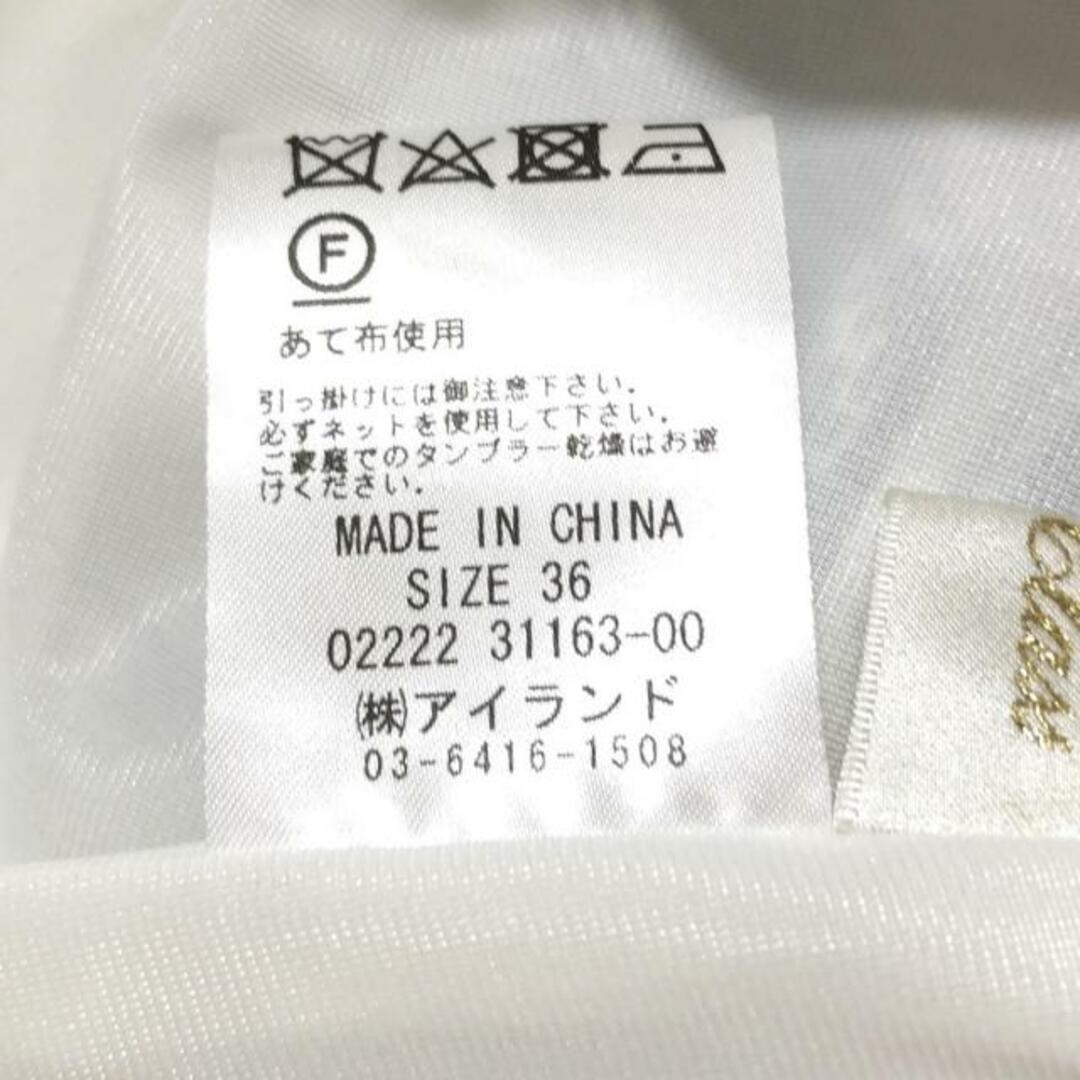 F
あて布使用
引っ掛けには御注意下さい.
必ずネットを使用して下さい.
ご家庭でのタンブラー乾燥はお避
けください.
MADE IN CHINA
SIZE 36
02222 31163-00
㈱アイランド
03-6416-1508